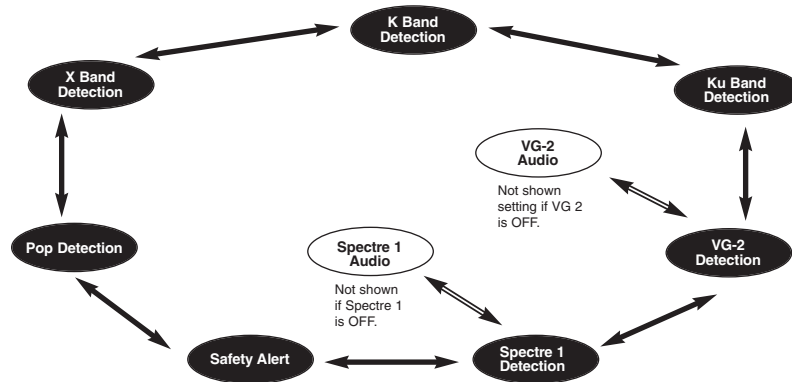 K Band
Detection
X Band
Detection
Ku Band
Detection
VG-2
Audio
Not shown
setting if VG 2
is OFF.
Pop Detection
Spectre 1
Audio
VG-2
Detection
Not shown
if Spectre 1
is OFF.
Safety Alert
Spectre 1
Detection